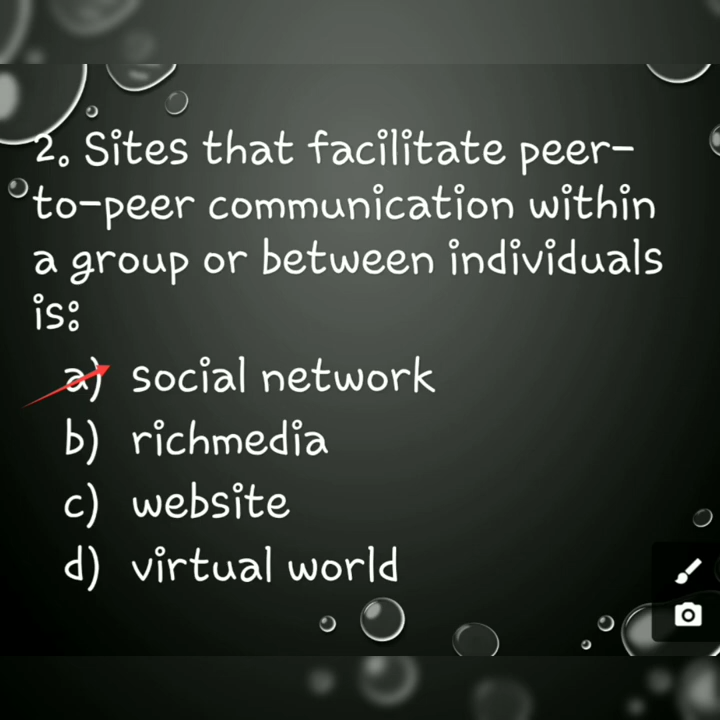 2. Sites that facilitate peer-
to-peer communication within
a group or between individuals
is:
a) social network
b) richmedia
c) website
d) virtual world